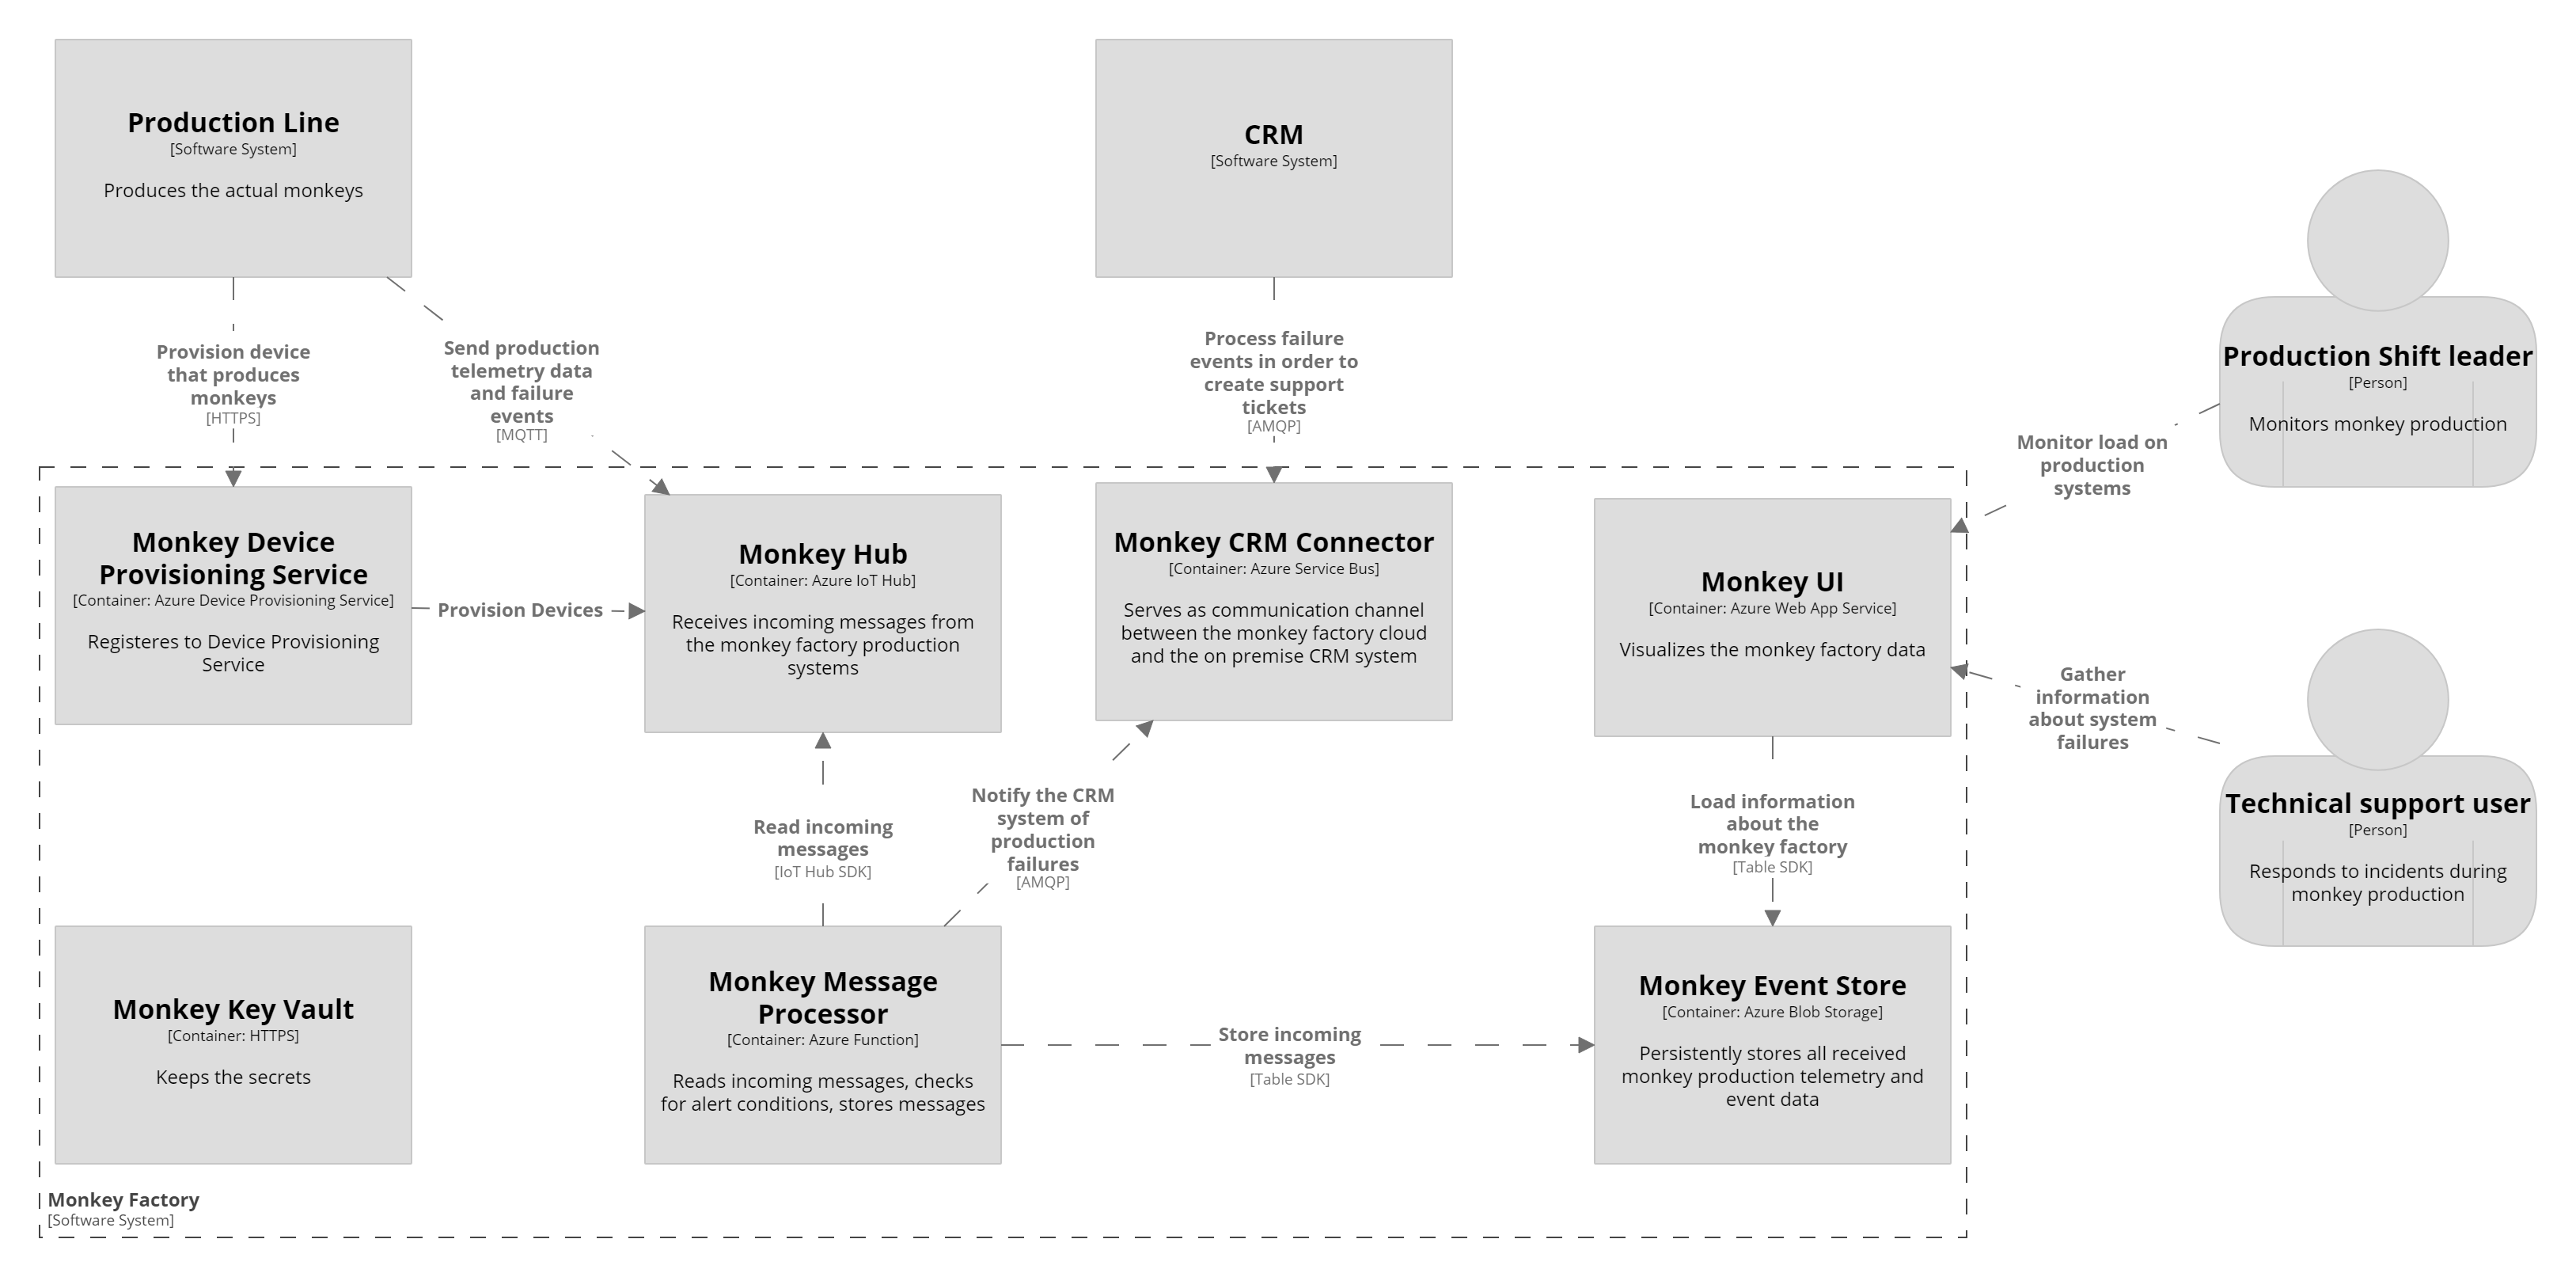 Production Line
[Software System]
Produces the actual monkeys
CRM
[Software System]
Production Shift leader
[Person]
Monitors monkey production
Provision device
that produces
monkeys
[HTTPS]
Send production
telemetry data
and failure
events
[MQTT]
Process failure
events in order to
create support
tickets
[AMQP]
Monitor load on
production
systems
Monkey Device
Provisioning Service
[Container: Azure Device Provisioning Service]
Registeres to Device Provisioning
Service
Provision Devices
Monkey Hub
[Container: Azure IoT Hub]
Receives incoming messages from
the monkey factory production
systems
Monkey CRM Connector
[Container: Azure Service Bus]
Serves as communication channel
between the monkey factory cloud
and the on premise CRM system
Monkey UI
[Container: Azure Web App Service]
Visualizes the monkey factory data
Gather
information
about system
failures
Technical support user
[Person]
Responds to incidents during
monkey production
Read incoming
messages
[IoT Hub SDK]
Notify the CRM
system of
production
failures
[AMQP]
Load information
about the
monkey factory
[Table SDK]
Monkey Key Vault
[Container: HTTPS]
Keeps the secrets
Monkey Message
Processor
[Container: Azure Function]
Reads incoming messages, checks
for alert conditions, stores messages
Store incoming
messages
[Table SDK]
Monkey Event Store
[Container: Azure Blob Storage]
Persistently stores all received
monkey production telemetry and
event data
Monkey Factory
[Software System]